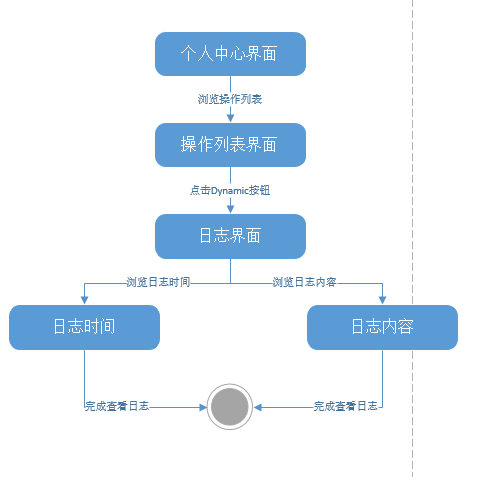 个人中心界面
浏览操作列表
操作列表界面
点击Dynamic按钮
日志界面
浏览日志时间
浏览日志内容
日志时间
日志内容
完成查看日志
完成查看日志